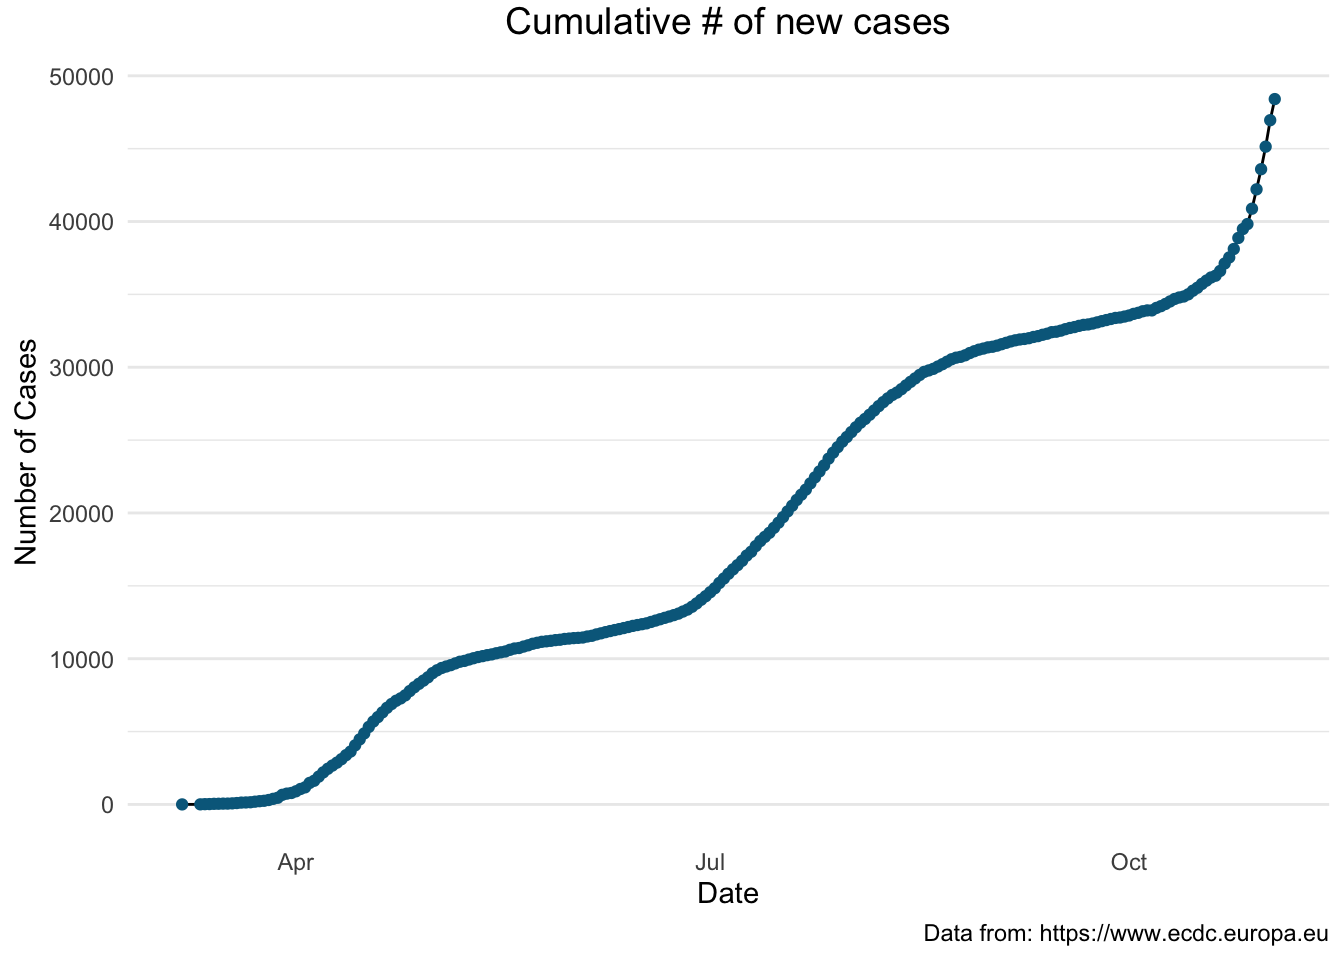 Cumulative # of new cases
Number of Cases
50000
40000
30000
20000
10000
0
Apr Jul Oct
Date
Data from: https://www.ecdc.europa.eu